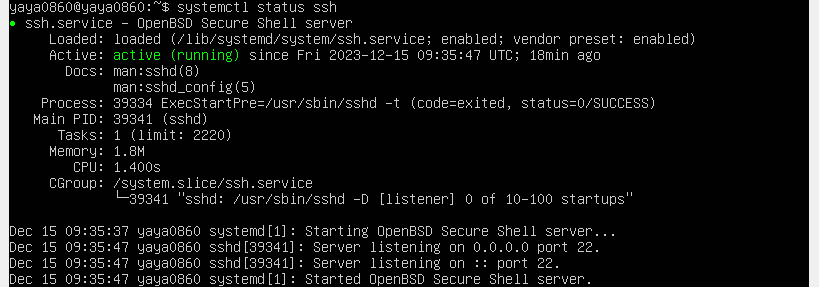 yaya0860@yaya0860:~$ systemctl status ssh
● ssh.service – OpenBSD Secure Shell server
     Loaded: loaded (/lib/systemd/system/ssh.service; enabled; vendor preset: enabled)
     Active: active (running) since Fri 2023-12-15 09:35:47 UTC; 18min ago
       Docs: man:sshd(8)
             man:sshd_config(5)
    Process: 39334 ExecStartPre=/usr/sbin/sshd -t (code=exited, status=0/SUCCESS)
   Main PID: 39341 (sshd)
      Tasks: 1 (limit: 2220)
     Memory: 1.8M
        CPU: 1.400s
     CGroup: /system.slice/ssh.service
             └─39341 "sshd: /usr/sbin/sshd -D [listener] 0 of 10-100 startups"
Dec 15 09:35:37 yaya0860 systemd[1]: Starting OpenBSD Secure Shell server...
Dec 15 09:35:47 yaya0860 sshd[39341]: Server listening on 0.0.0.0 port 22.
Dec 15 09:35:47 yaya0860 sshd[39341]: Server listening on :: port 22.
Dec 15 09:35:47 yaya0860 systemd[1]: Started OpenBSD Secure Shell server.